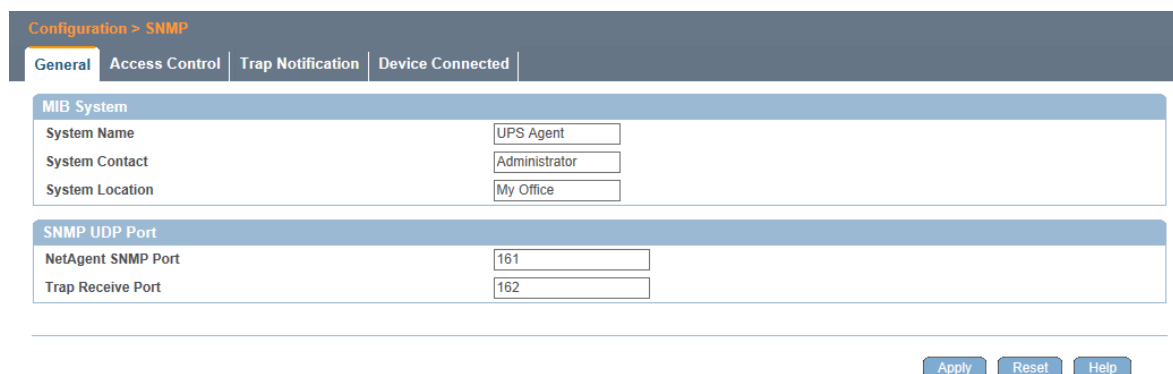 Configuration > SNMP
General Access Control Trap Notification Device Connected
MIB System
System Name UPS Agent
System Contact Administrator
System Location My Office
SNMP UDP Port
NetAgent SNMP Port 161
Trap Receive Port 162
Apply Reset Help